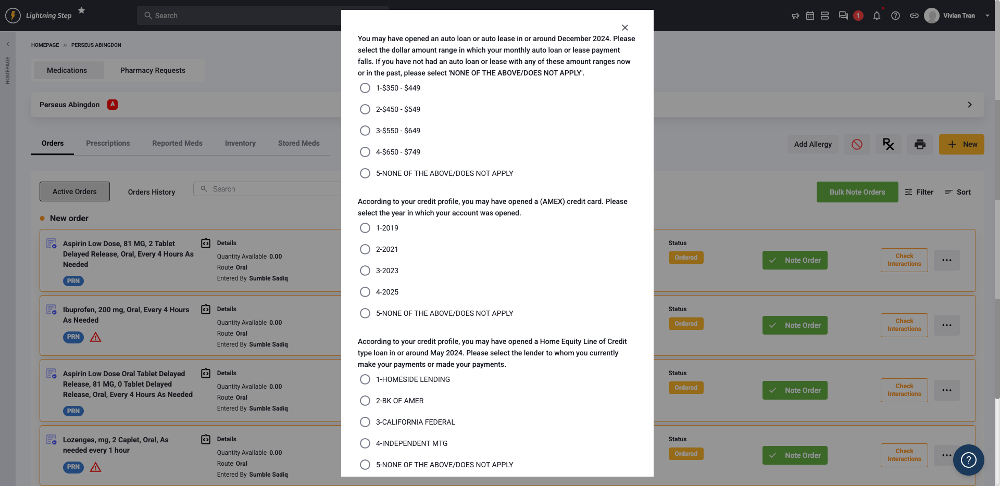 Lightning Step
Search
1
Vivian Tran
HOMEPAGE
HOMEPAGE » PERSEUS ABINGDON
Medications
Pharmacy Requests
Perseus Abingdon A
Orders
Prescriptions
Reported Meds
Inventory
Stored Meds
Add Allergy
New
Active Orders
Orders History
Search
Bulk Note Orders
Filter
Sort
New order
Aspirin Low Dose, 81 MG, 2 Tablet
Delayed Release, Oral, Every 4 Hours As
Needed
PRN
Details
Quantity Available 0.00
Route Oral
Entered By Sumble Sadiq
Status
Ordered
Note Order
Check
Interactions
Ibuprofen, 200 mg, Oral, Every 4 Hours
As Needed
PRN
Details
Quantity Available 0.00
Route Oral
Entered By Sumble Sadiq
Status
Ordered
Note Order
Check
Interactions
Aspirin Low Dose Oral Tablet Delayed
Release, 81 MG, 0 Tablet Delayed
Release, Oral, Every 4 Hours As Needed
PRN
Details
Quantity Available 0.00
Route Oral
Entered By Sumble Sadiq
Status
Ordered
Note Order
Check
Interactions
Lozenges, mg, 2 Caplet, Oral, As
needed every 1 hour
PRN
Details
Quantity Available 0.00
Route Oral
Entered By Sumble Sadiq
Status
Ordered
Note Order
Check
Interactions
You may have opened an auto loan or auto lease in or around December 2024. Please
select the dollar amount range in which your monthly auto loan or lease payment
falls. If you have not had an auto loan or lease with any of these amount ranges now
or in the past, please select 'NONE OF THE ABOVE/DOES NOT APPLY'.
1-$350 - $449
2-$450 - $549
3-$550 - $649
4-$650 - $749
5-NONE OF THE ABOVE/DOES NOT APPLY
According to your credit profile, you may have opened a (AMEX) credit card. Please
select the year in which your account was opened.
1-2019
2-2021
3-2023
4-2025
5-NONE OF THE ABOVE/DOES NOT APPLY
According to your credit profile, you may have opened a Home Equity Line of Credit
type loan in or around May 2024. Please select the lender to whom you currently
make your payments or made your payments.
1-HOMESIDE LENDING
2-BK OF AMER
3-CALIFORNIA FEDERAL
4-INDEPENDENT MTG
5-NONE OF THE ABOVE/DOES NOT APPLY